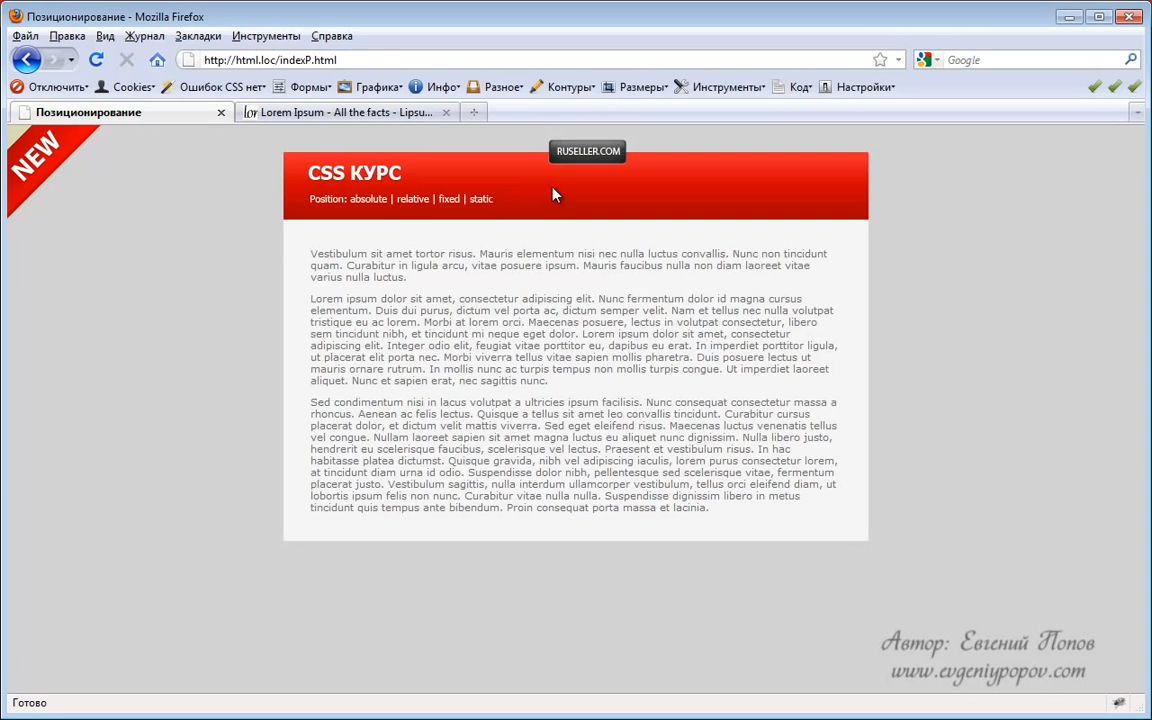 Позиционирование - Mozilla Firefox
Файл Правка Вид Журнал Закладки Инструменты Справка
http://html.loc/indexP.html
Google
Отключить Cookies Ошибок CSS нет Формы Графика Инфо Разное Контуры Размеры Инструменты Код Настройки
Позиционирование
Lorem Ipsum - All the facts - Lipsu...
NEW
RUSELLER.COM
CSS КУРС
Position: absolute | relative | fixed | static
Vestibulum sit amet tortor risus. Mauris elementum nisi nec nulla luctus convallis. Nunc non tincidunt
quam. Curabitur in ligula arcu, vitae posuere ipsum. Mauris faucibus nulla non diam laoreet vitae
varius nulla luctus.
Lorem ipsum dolor sit amet, consectetur adipiscing elit. Nunc fermentum dolor id magna cursus
elementum. Duis dui purus, dictum vel porta ac, dictum semper velit. Nam et tellus nec nulla volutpat
tristique eu ac lorem. Morbi at lorem orci. Maecenas posuere, lectus in volutpat consectetur, libero
sem tincidunt nibh, et tincidunt mi neque eget dolor. Lorem ipsum dolor sit amet, consectetur
adipiscing elit. Integer odio elit, feugiat vitae porttitor eu, dapibus eu erat. In imperdiet porttitor ligula,
ut placerat elit porta nec. Morbi viverra tellus vitae sapien mollis pharetra. Duis posuere lectus ut
mauris ornare rutrum. In mollis nunc ac turpis tempus non mollis turpis congue. Ut imperdiet laoreet
aliquet. Nunc et sapien erat, nec sagittis nunc.
Sed condimentum nisi in lacus volutpat a ultricies ipsum facilisis. Nunc consequat consectetur massa a
rhoncus. Aenean ac felis lectus. Quisque a tellus sit amet leo convallis tincidunt. Curabitur cursus
placerat dolor, et dictum velit mattis viverra. Sed eget eleifend risus. Maecenas luctus venenatis tellus
vel congue. Nullam laoreet sapien sit amet magna luctus eu aliquet nunc dignissim. Nulla libero justo,
hendrerit eu scelerisque faucibus, scelerisque vel lectus. Praesent et vestibulum risus. In hac
habitasse platea dictumst. Quisque gravida, nibh vel adipiscing iaculis, lorem purus consectetur lorem,
at tincidunt diam urna id odio. Suspendisse dolor nibh, pellentesque sed scelerisque vitae, fermentum
placerat justo. Vestibulum sagittis, nulla interdum ullamcorper vestibulum, tellus orci eleifend diam, ut
lobortis ipsum felis non nunc. Curabitur vitae nulla nulla. Suspendisse dignissim libero in metus
tincidunt quis tempus ante bibendum. Proin consequat porta massa et lacinia.
Автор: Евгений Попов
www.evgeniypopov.com
Готово